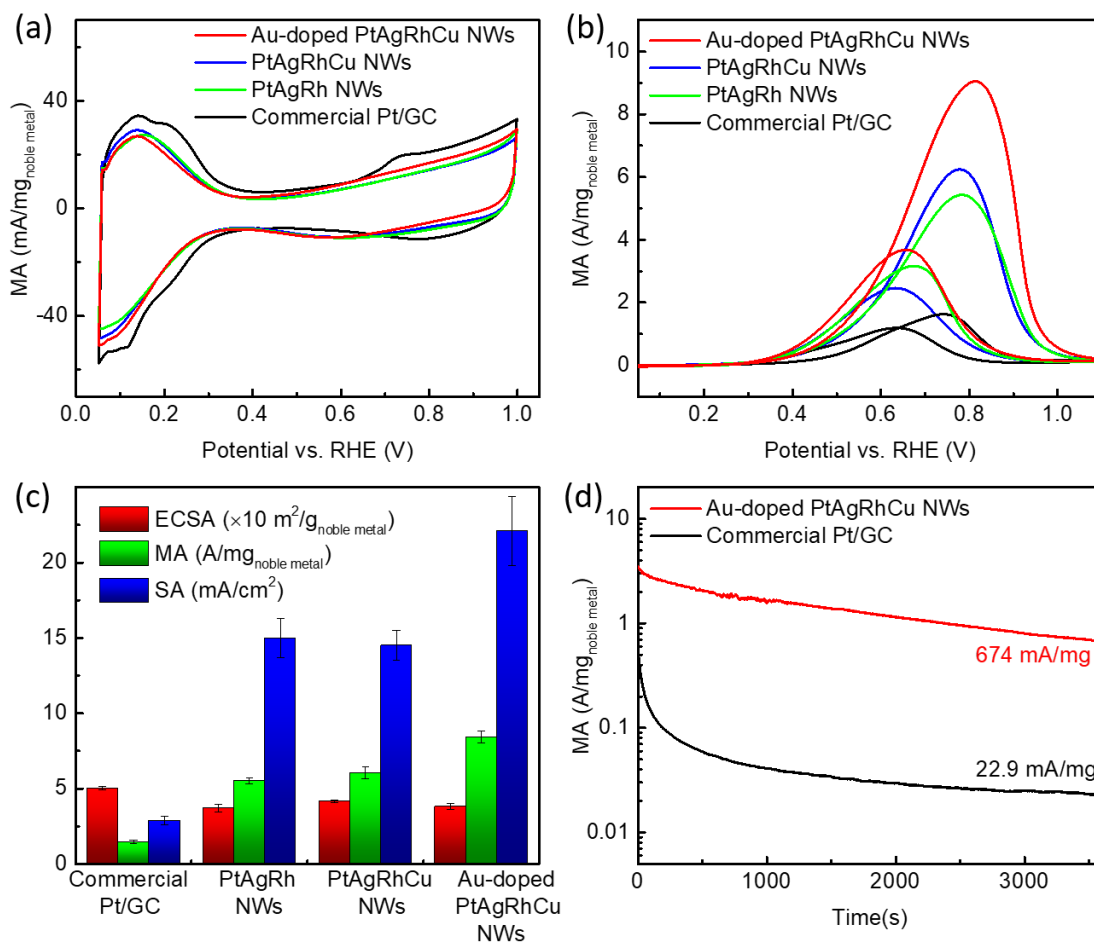 (a)
Au-doped PtAgRhCu NWs
PtAgRhCu NWs
PtAgRh NWs
Commercial Pt/GC
MA (mA/mg noble metal)
40
0
-40
0.0 0.2 0.4 0.6 0.8 1.0
Potential vs. RHE (V)
(b)
Au-doped PtAgRhCu NWs
PtAgRhCu NWs
PtAgRh NWs
Commercial Pt/GC
MA (A/mg noble metal)
10
8
6
4
2
0
0.2 0.4 0.6 0.8 1.0
Potential vs. RHE (V)
(c)
ECSA (×10 m²/g noble metal)
MA (A/mg noble metal)
SA (mA/cm²)
20
15
10
5
0
Commercial
Pt/GC
PtAgRh
NWs
PtAgRhCu
NWs
Au-doped
PtAgRhCu
NWs
(d)
Au-doped PtAgRhCu NWs
Commercial Pt/GC
MA (A/mg noble metal)
10
1
0.1
0.01
674 mA/mg
22.9 mA/mg
0 1000 2000 3000
Time(s)